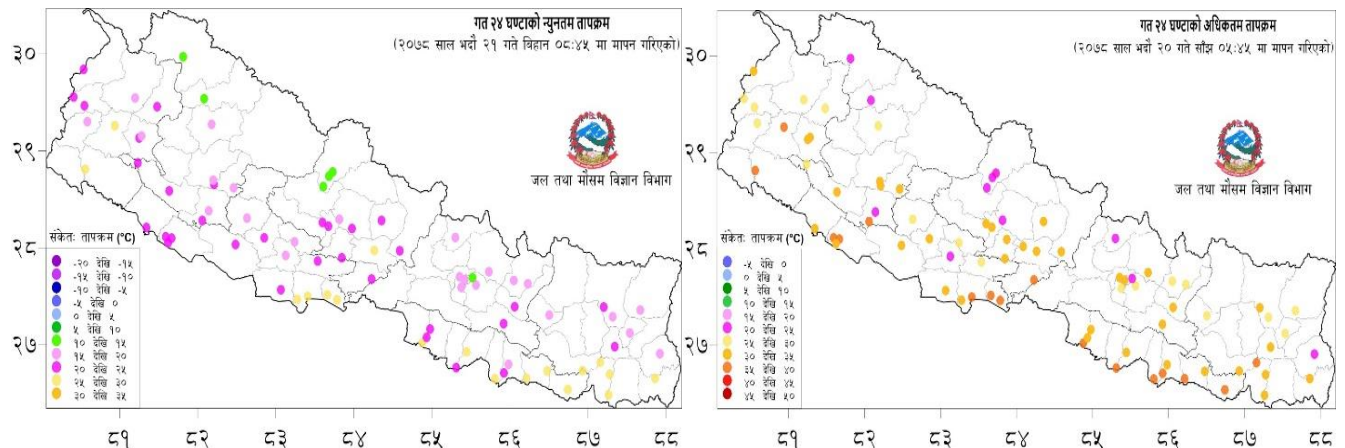 गत २४ घण्टाको न्युनतम तापक्रम
(२०७८ साल भदौ २१ गते विहान ०८:४५ मा मापन गरिएको)
३०
२९
२८
२७
जल तथा मौसम विज्ञान विभाग
संकेतः तापक्रम (°C)
-२० देखि -१५
-१५ देखि -१०
-१० देखि -५
-५ देखि ०
० देखि ५
५ देखि १०
१० देखि १५
१५ देखि २०
२० देखि २५
२५ देखि ३०
३० देखि ३५
८१ ८२ ८३ ८४ ८५ ८६ ८७ ८८
गत २४ घण्टाको अधिकतम तापक्रम
(२०७८ साल भदौ २० गते साँझ ०५:४५ मा मापन गरिएको)
३०
२९
२८
२७
जल तथा मौसम विज्ञान विभाग
संकेतः तापक्रम (°C)
-५ देखि ०
० देखि ५
५ देखि १०
१० देखि १५
१५ देखि २०
२० देखि २५
२५ देखि ३०
३० देखि ३५
३५ देखि ४०
४० देखि ४५
४५ देखि ५०
८१ ८२ ८३ ८४ ८५ ८६ ८७ ८८